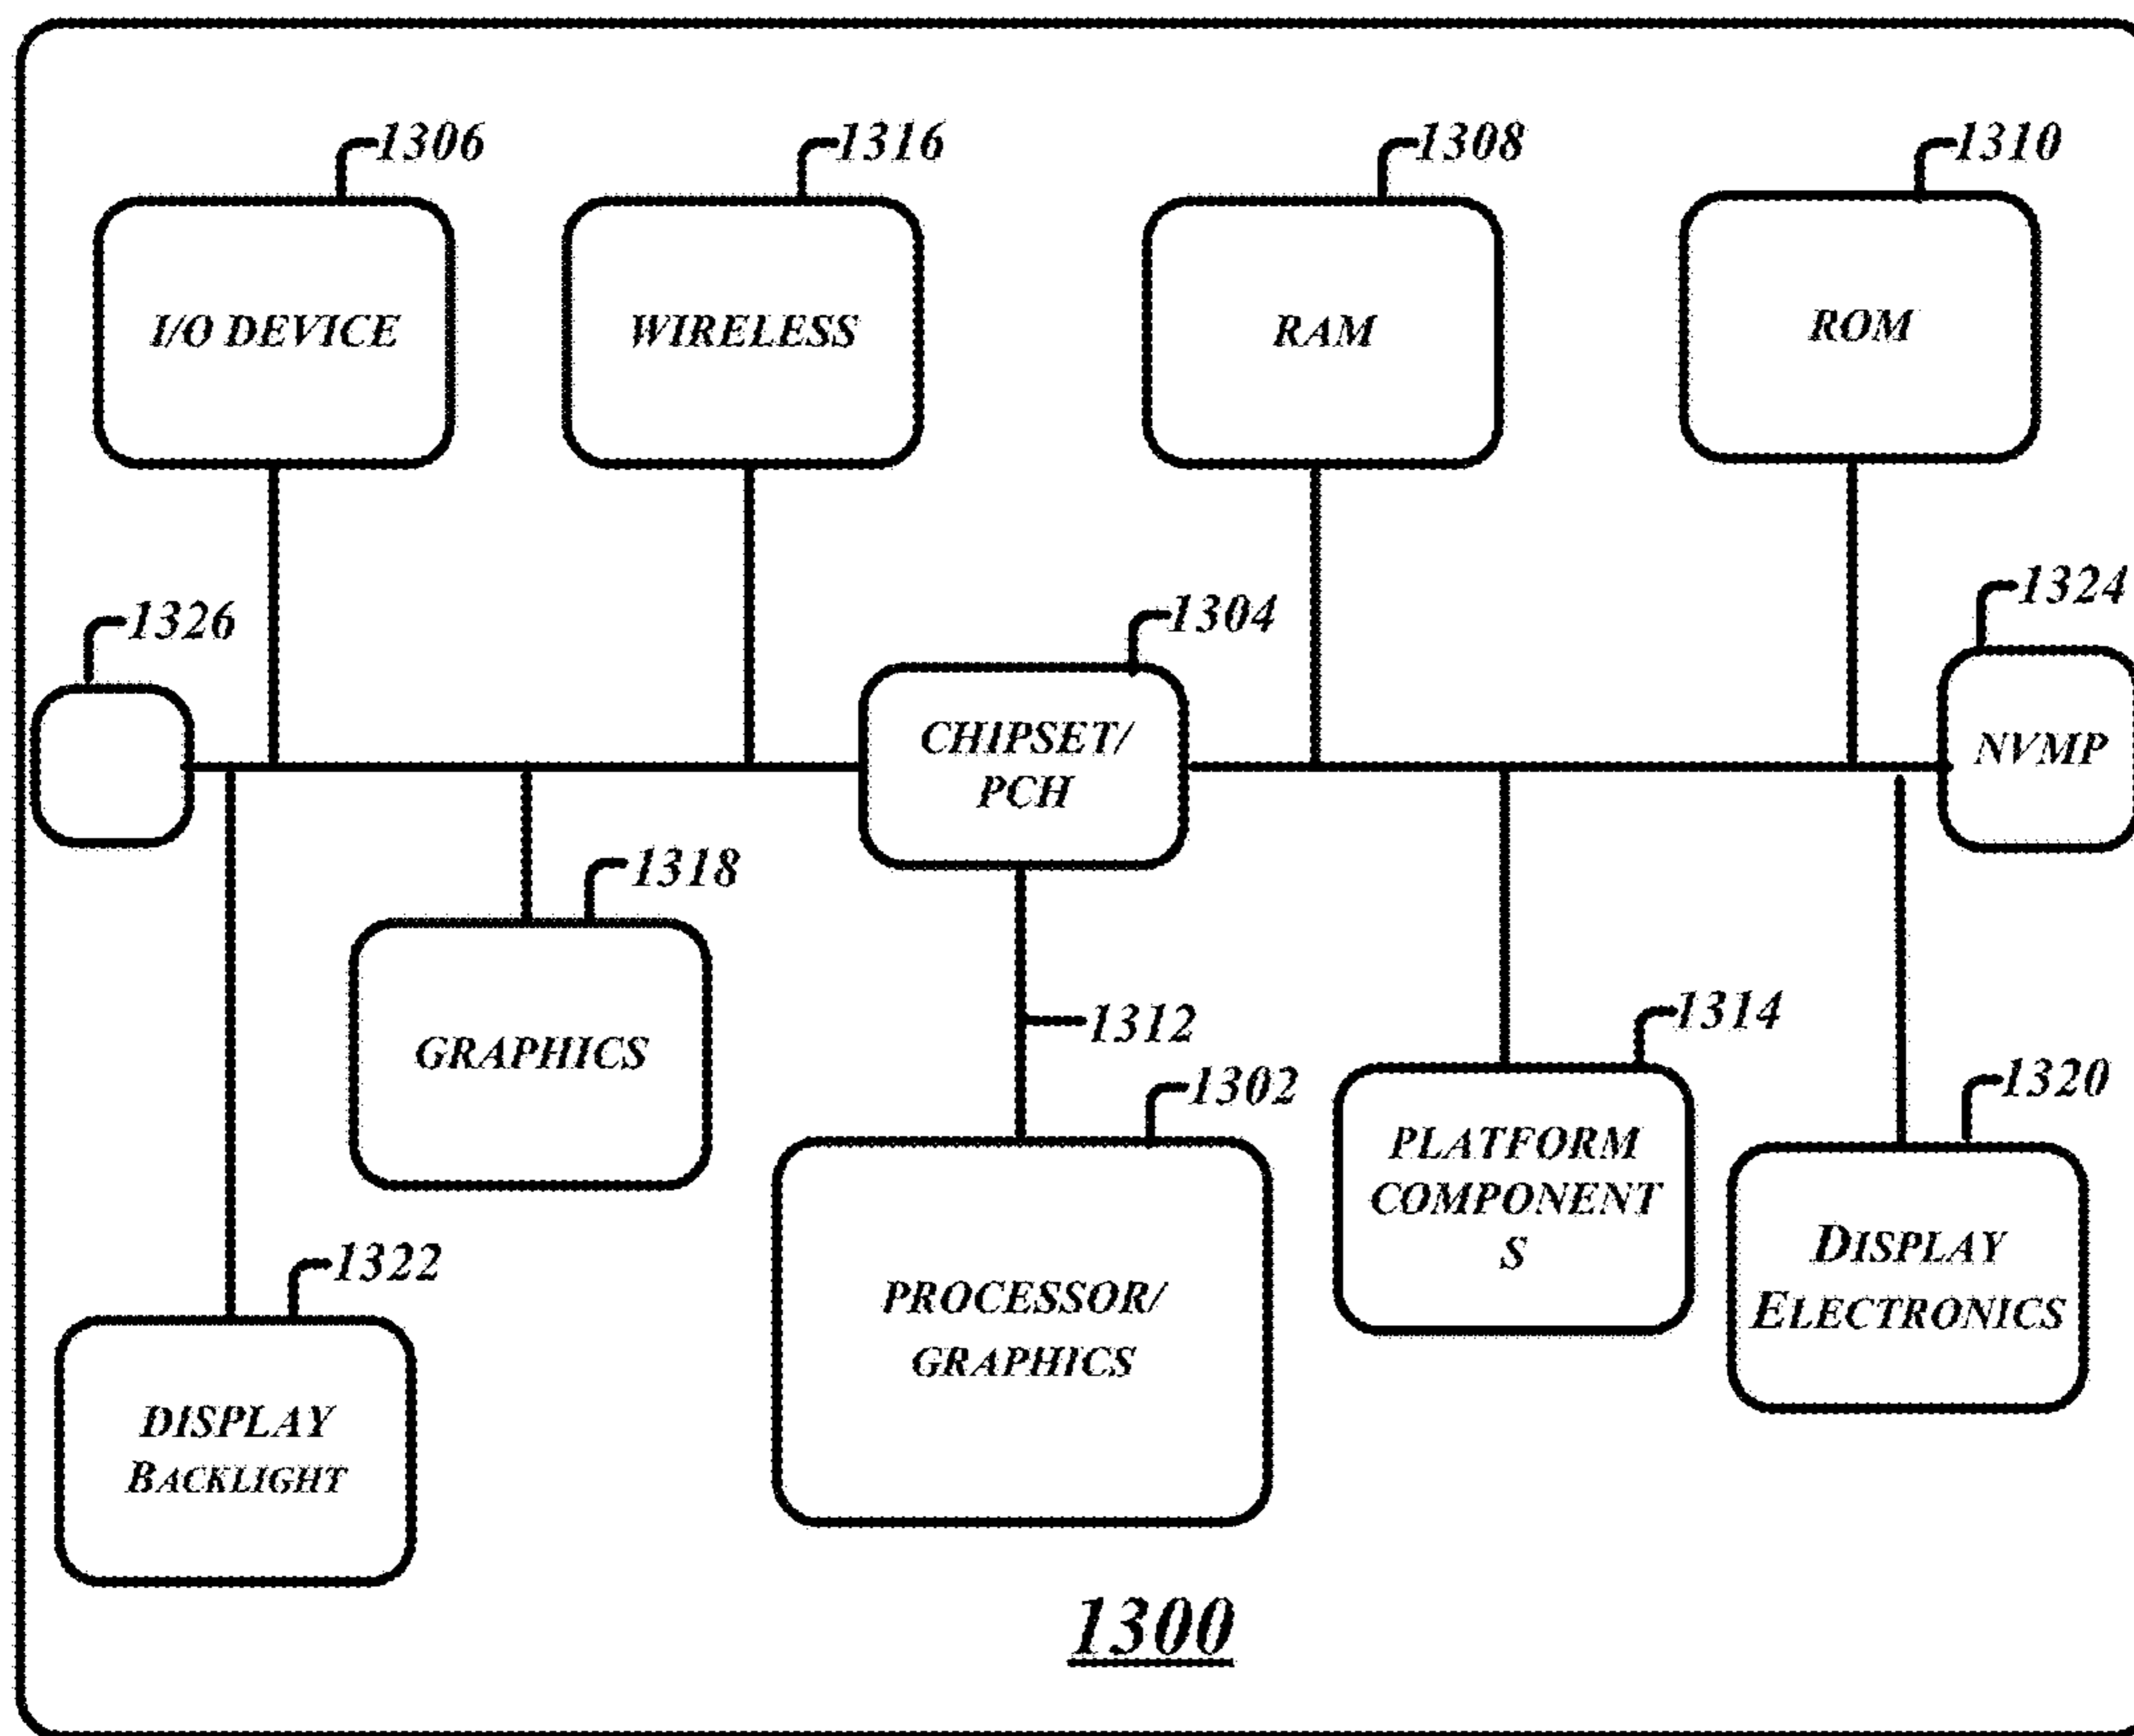 1306
1316
1308
1310
I/O DEVICE
WIRELESS
RAM
ROM
1326
1304
1324
CHIPSET/
PCH
NVMP
1318
GRAPHICS
1312
1314
1302
1320
PLATFORM
COMPONENT
S
DISPLAY
ELECTRONICS
1322
PROCESSOR/
GRAPHICS
DISPLAY
BACKLIGHT
1300